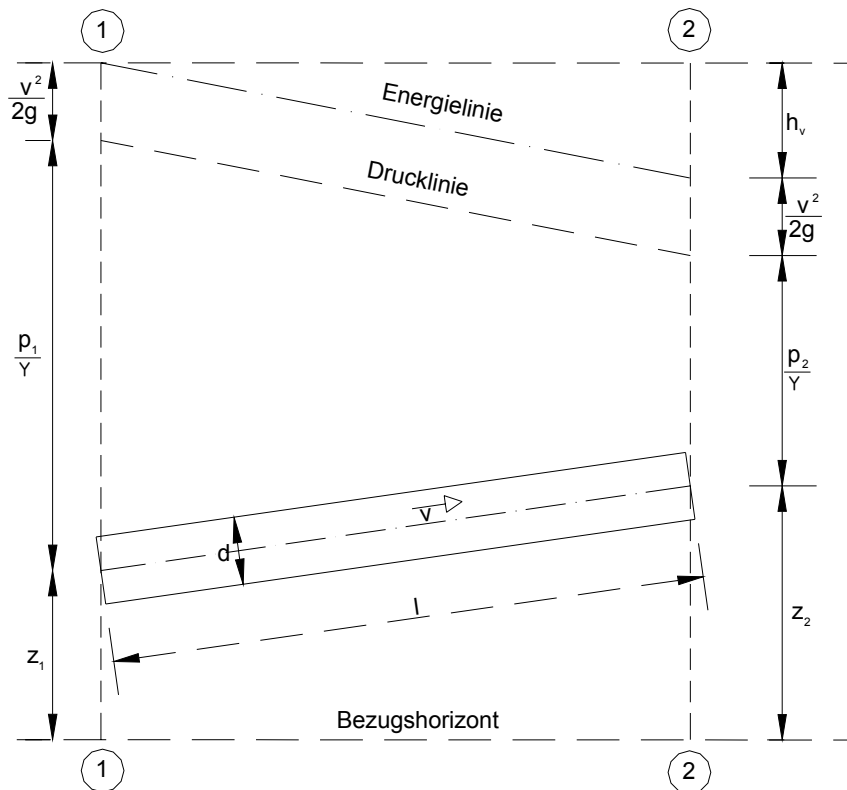 1
2
v²
2g
Energielinie
hᵥ
Drucklinie
v²
2g
p₁
Y
p₂
Y
v
d
l
z₁
z₂
Bezugshorizont
1
2